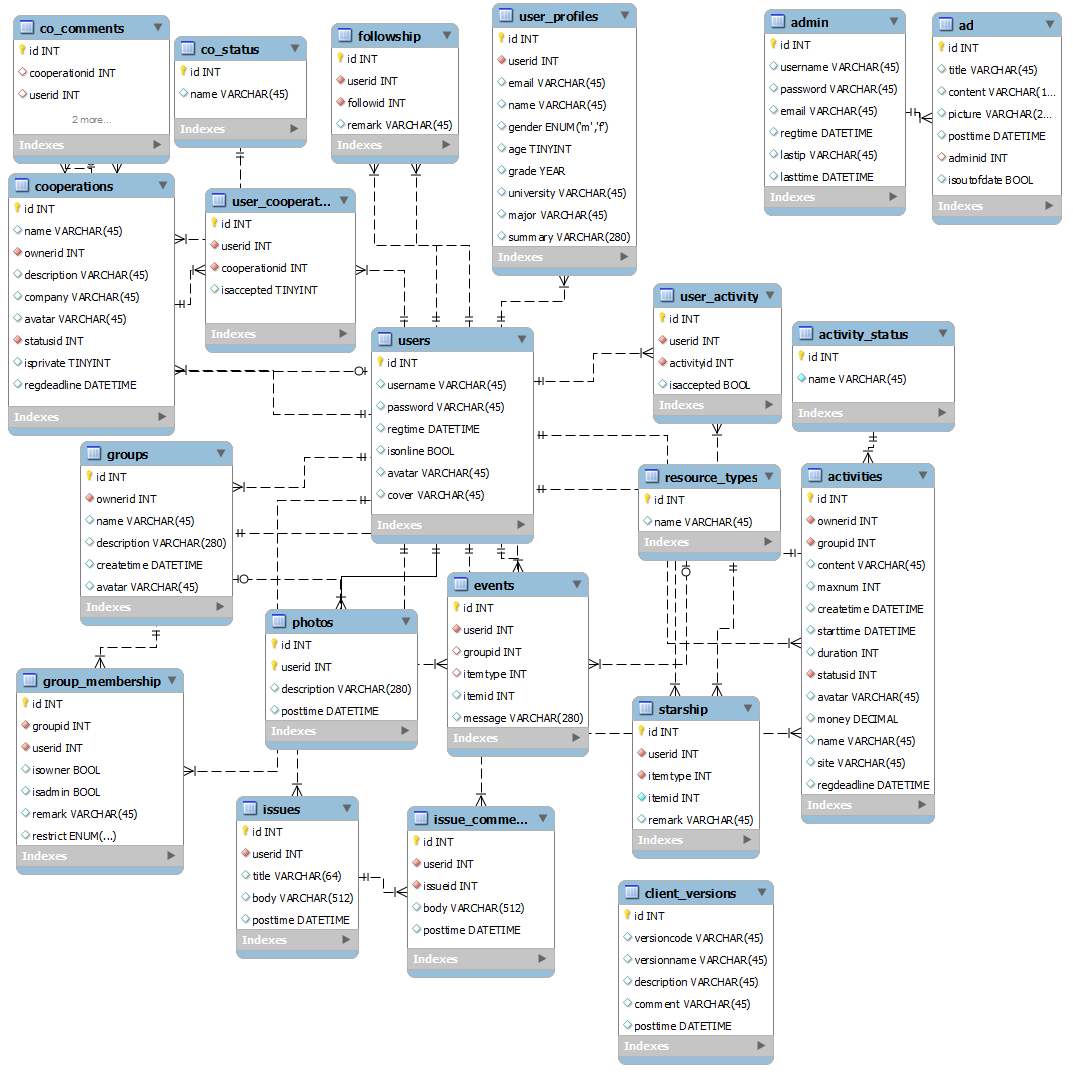 co_comments
id INT
cooperationid INT
userid INT
2 more...
Indexes
co_status
id INT
name VARCHAR(45)
Indexes
followship
id INT
userid INT
followid INT
remark VARCHAR(45)
Indexes
user_profiles
id INT
userid INT
email VARCHAR(45)
name VARCHAR(45)
gender ENUM('m','f')
age TINYINT
grade YEAR
university VARCHAR(45)
major VARCHAR(45)
summary VARCHAR(280)
Indexes
admin
id INT
username VARCHAR(45)
password VARCHAR(45)
email VARCHAR(45)
regtime DATETIME
lastip VARCHAR(45)
lasttime DATETIME
Indexes
ad
id INT
title VARCHAR(45)
content VARCHAR(1...
picture VARCHAR(2...
posttime DATETIME
adminid INT
isoutofdate BOOL
Indexes
cooperations
id INT
name VARCHAR(45)
ownerid INT
description VARCHAR(45)
company VARCHAR(45)
avatar VARCHAR(45)
statusid INT
isprivate TINYINT
regdeadline DATETIME
Indexes
user_cooperat...
id INT
userid INT
cooperationid INT
isaccepted TINYINT
Indexes
users
id INT
username VARCHAR(45)
password VARCHAR(45)
regtime DATETIME
isonline BOOL
avatar VARCHAR(45)
cover VARCHAR(45)
Indexes
user_activity
id INT
userid INT
activityid INT
isaccepted BOOL
Indexes
activity_status
id INT
name VARCHAR(45)
Indexes
groups
id INT
ownerid INT
name VARCHAR(45)
description VARCHAR(280)
createtime DATETIME
avatar VARCHAR(45)
Indexes
resource_types
id INT
name VARCHAR(45)
Indexes
activities
id INT
ownerid INT
groupid INT
content VARCHAR(45)
maxnum INT
createtime DATETIME
starttime DATETIME
duration INT
statusid INT
avatar VARCHAR(45)
money DECIMAL
name VARCHAR(45)
site VARCHAR(45)
regdeadline DATETIME
Indexes
photos
id INT
userid INT
description VARCHAR(280)
posttime DATETIME
Indexes
events
id INT
userid INT
groupid INT
itemtype INT
itemid INT
message VARCHAR(280)
Indexes
group_membership
id INT
groupid INT
userid INT
isowner BOOL
isadmin BOOL
remark VARCHAR(45)
restrict ENUM(...)
Indexes
starship
id INT
userid INT
itemtype INT
itemid INT
remark VARCHAR(45)
Indexes
issues
id INT
userid INT
title VARCHAR(64)
body VARCHAR(512)
posttime DATETIME
Indexes
issue_comme...
id INT
userid INT
issueid INT
body VARCHAR(512)
posttime DATETIME
Indexes
client_versions
id INT
versioncode VARCHAR(45)
versionname VARCHAR(45)
description VARCHAR(45)
comment VARCHAR(45)
posttime DATETIME
Indexes